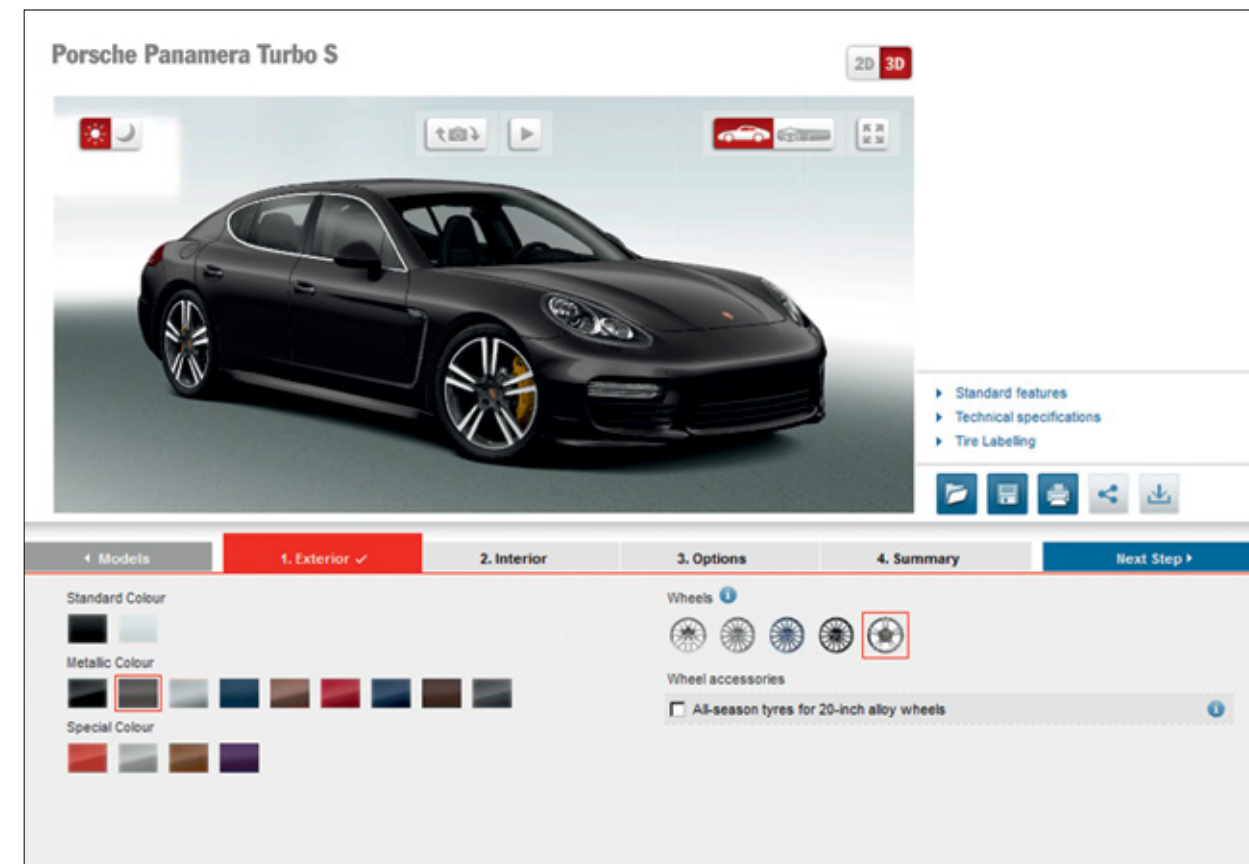 Porsche Panamera Turbo S
2D 3D
Standard features
Technical specifications
Tire Labelling
Models
1. Exterior ✓
2. Interior
3. Options
4. Summary
Next Step
Standard Colour
Metallic Colour
Special Colour
Wheels
Wheel accessories
All-season tyres for 20-inch alloy wheels